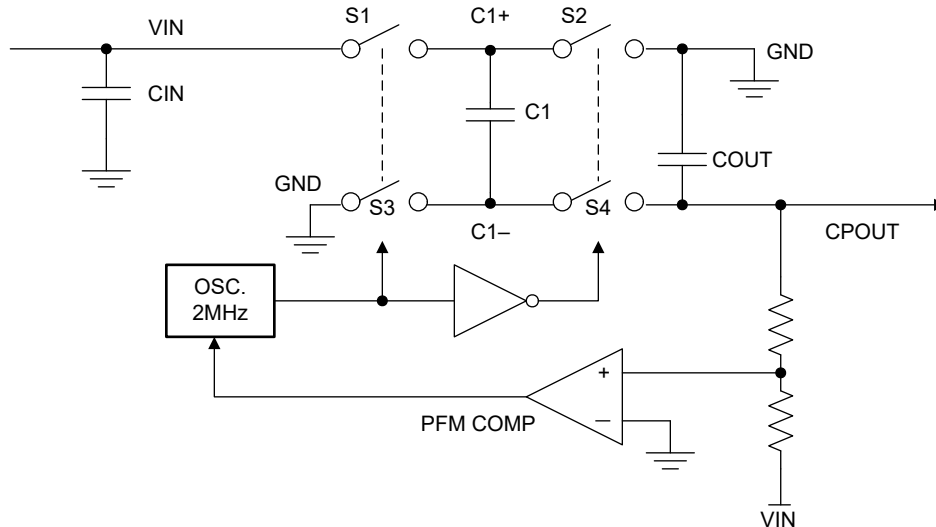 S1
C1+
S2
VIN
GND
CIN
C1
COUT
GND
S3
S4
C1–
CPOUT
OSC.
2MHz
+
–
PFM COMP
VIN